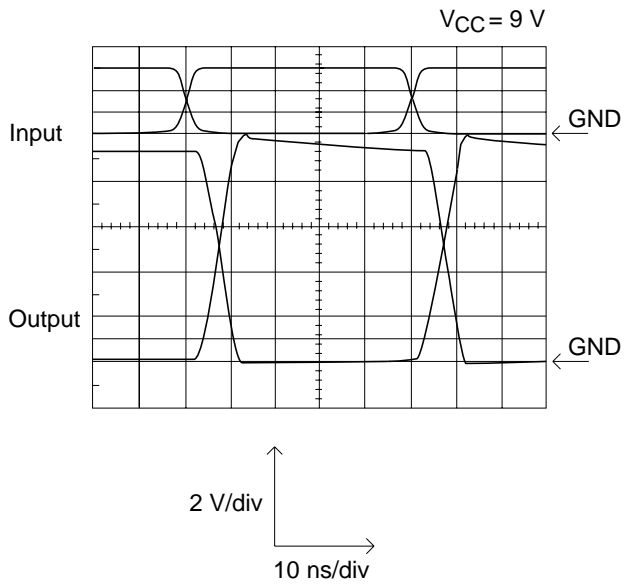 VCC = 9 V
GND
Input
Output
GND
2 V/div
10 ns/div